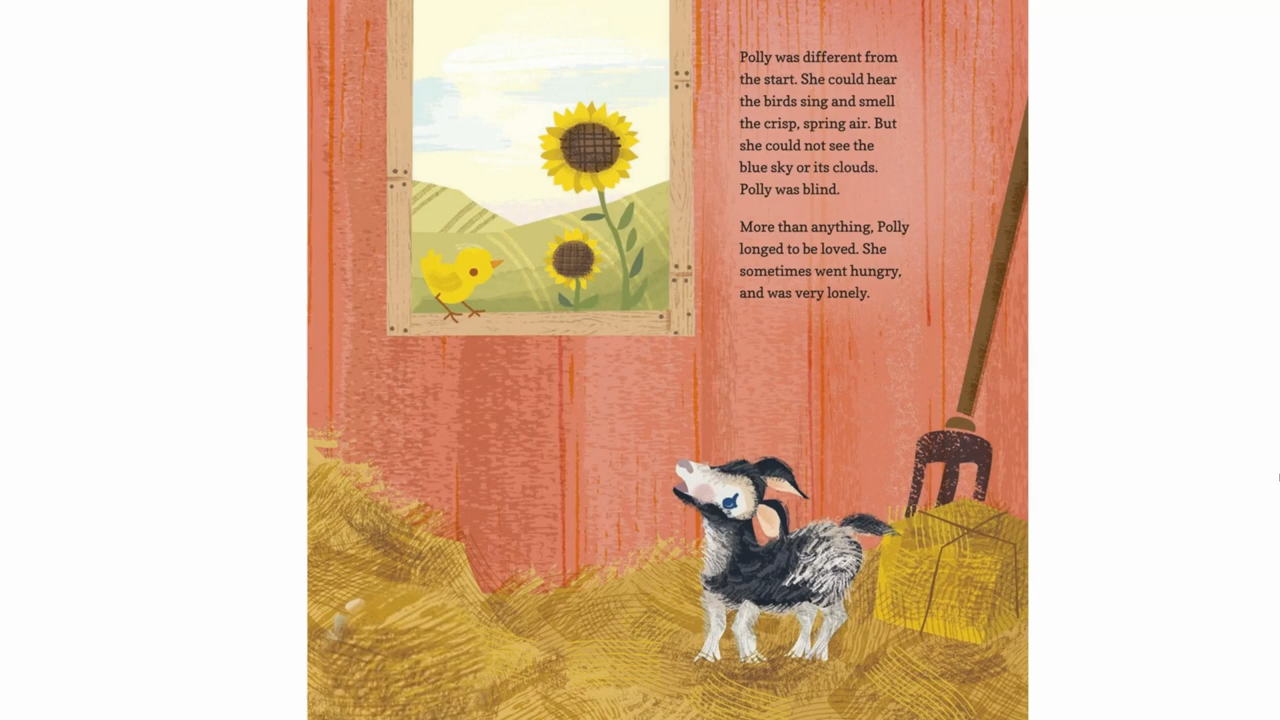 Polly was different from
the start. She could hear
the birds sing and smell
the crisp, spring air. But
she could not see the
blue sky or its clouds.
Polly was blind.
More than anything, Polly
longed to be loved. She
sometimes went hungry,
and was very lonely.